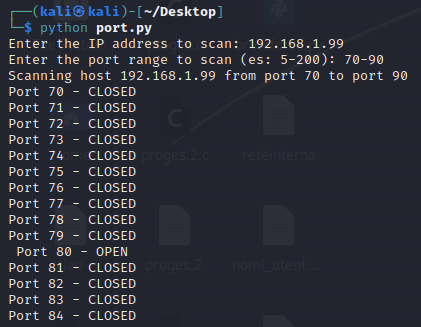 ┌──(kali㉿kali)-[~/Desktop]
└─$ python port.py
Enter the IP address to scan: 192.168.1.99
Enter the port range to scan (es: 5-200): 70-90
Scanning host 192.168.1.99 from port 70 to port 90
Port 70 - CLOSED
Port 71 - CLOSED
Port 72 - CLOSED
Port 73 - CLOSED
Port 74 - CLOSED
Port 75 - CLOSED
Port 76 - CLOSED
Port 77 - CLOSED
Port 78 - CLOSED
Port 79 - CLOSED
 Port 80 - OPEN
Port 81 - CLOSED
Port 82 - CLOSED
Port 83 - CLOSED
Port 84 - CLOSED
proges.2.c
reteinterna
proges.2
nomi_utent...